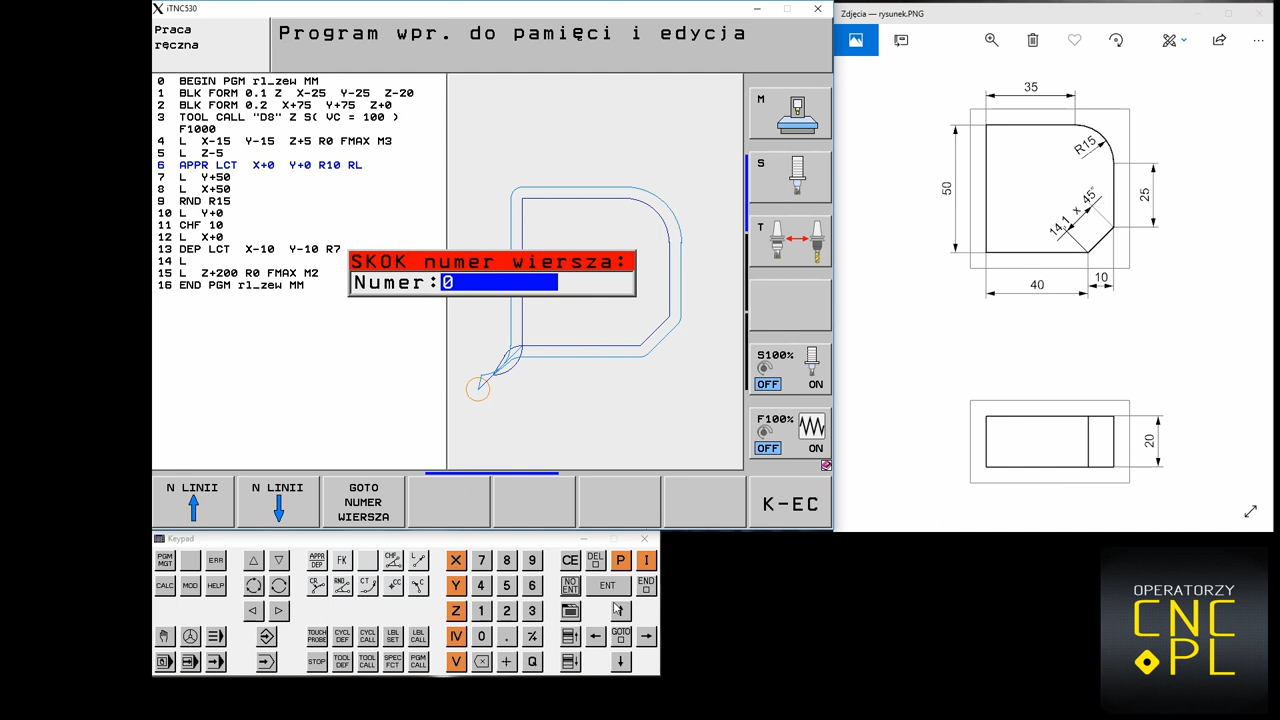 iTNC530
Praca
ręczna
Program wpr. do pamięci i edycja
0 BEGIN PGM rl_zew MM
1 BLK FORM 0.1 Z X-25 Y-25 Z-20
2 BLK FORM 0.2 X+75 Y+75 Z+0
3 TOOL CALL "D8" Z S( VC = 100 )
F1000
4 L X-15 Y-15 Z+5 R0 FMAX M3
5 L Z-5
6 APPR LCT X+0 Y+0 R10 RL
7 L Y+50
8 L X+50
9 RND R15
10 L Y+0
11 CHF 10
12 L X+0
13 DEP LCT X-10 Y-10 R7
14 L
15 L Z+200 R0 FMAX M2
16 END PGM rl_zew MM
SKOK numer wiersza:
Numer:0
M
S
T
S100%
OFF ON
F100%
OFF ON
N LINII
N LINII
GOTO
NUMER
WIERSZA
K-EC
Zdjęcia — rysunek.PNG
35
R15
50
25
14,1 x 45°
10
40
20
Keypad
PGM MGT
ERR
APPR DEP
FK
CHF
L
X 7 8 9
CE
DEL
P
I
CALC
MOD
HELP
CR
RND
CT
CC
C
Y 4 5 6
NO ENT
ENT
END
Z 1 2 3
TOUCH PROBE
CYCL DEF
CYCL CALL
LBL SET
LBL CALL
IV 0 .
GOTO
STOP
TOOL DEF
TOOL CALL
SPEC FCT
PGM CALL
V + Q
OPERATORZY
CNC
PL